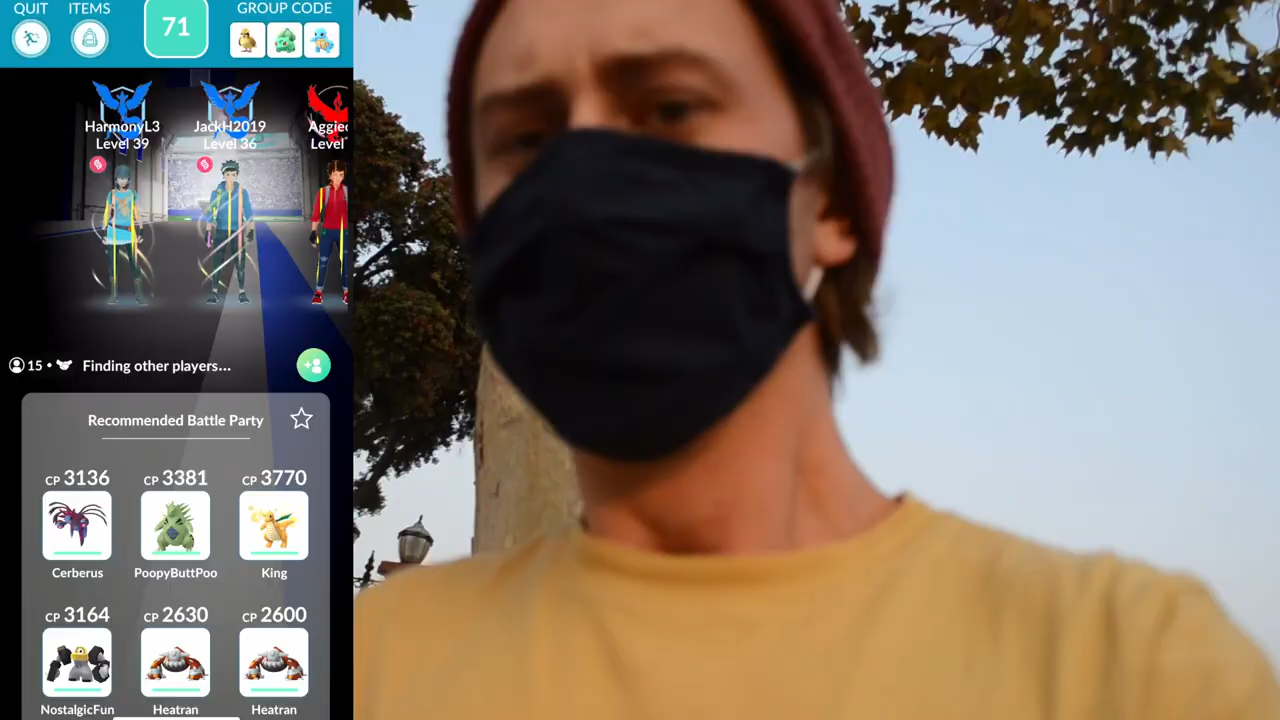 QUIT ITEMS GROUP CODE
71
HarmonyL3 JackH2019
Level 39 Level 36 Level
15 • Finding other players...
Recommended Battle Party
CP 3136 CP 3381 CP 3770
Cerberus PoopyButtPoo King
CP 3164 CP 2630 CP 2600
NostalgicFun Heatran Heatran